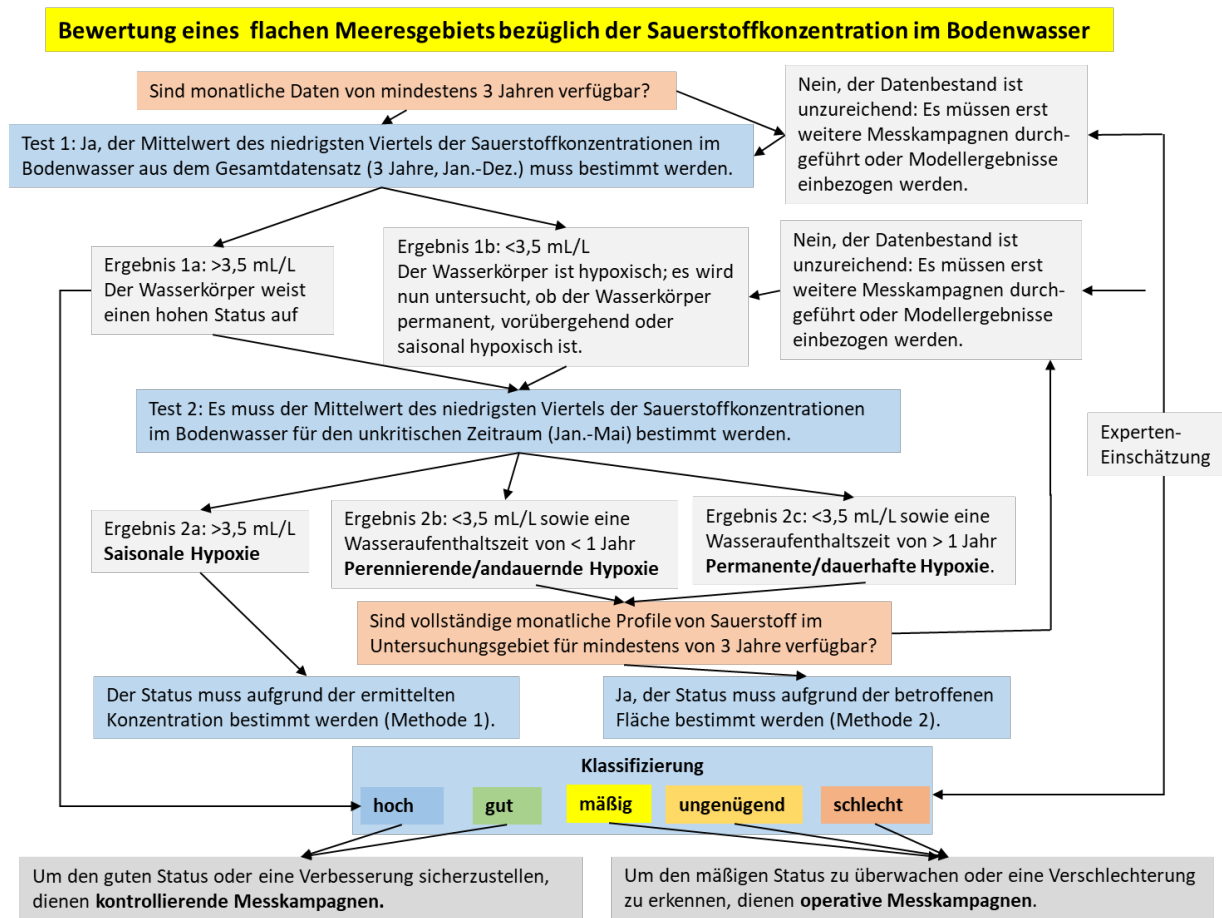 Bewertung eines flachen Meeresgebiets bezüglich der Sauerstoffkonzentration im Bodenwasser
Sind monatliche Daten von mindestens 3 Jahren verfügbar?
Nein, der Datenbestand ist
unzureichend: Es müssen erst
weitere Messkampagnen durch-
geführt oder Modellergebnisse
einbezogen werden.
Test 1: Ja, der Mittelwert des niedrigsten Viertels der Sauerstoffkonzentrationen im
Bodenwasser aus dem Gesamtdatensatz (3 Jahre, Jan.-Dez.) muss bestimmt werden.
Ergebnis 1a: >3,5 mL/L
Der Wasserkörper weist
einen hohen Status auf
Ergebnis 1b: <3,5 mL/L
Der Wasserkörper ist hypoxisch; es wird
nun untersucht, ob der Wasserkörper
permanent, vorübergehend oder
saisonal hypoxisch ist.
Nein, der Datenbestand ist
unzureichend: Es müssen erst
weitere Messkampagnen durch-
geführt oder Modellergebnisse
einbezogen werden.
Test 2: Es muss der Mittelwert des niedrigsten Viertels der Sauerstoffkonzentrationen
im Bodenwasser für den unkritischen Zeitraum (Jan.-Mai) bestimmt werden.
Experten-
Einschätzung
Ergebnis 2a: >3,5 mL/L
Saisonale Hypoxie
Ergebnis 2b: <3,5 mL/L sowie eine
Wasseraufenthaltszeit von < 1 Jahr
Perennierende/andauernde Hypoxie
Ergebnis 2c: <3,5 mL/L sowie eine
Wasseraufenthaltszeit von > 1 Jahr
Permanente/dauerhafte Hypoxie.
Sind vollständige monatliche Profile von Sauerstoff im
Untersuchungsgebiet für mindestens von 3 Jahre verfügbar?
Der Status muss aufgrund der ermittelten
Konzentration bestimmt werden (Methode 1).
Ja, der Status muss aufgrund der betroffenen
Fläche bestimmt werden (Methode 2).
Klassifizierung
hoch gut mäßig ungenügend schlecht
Um den guten Status oder eine Verbesserung sicherzustellen,
dienen kontrollierende Messkampagnen.
Um den mäßigen Status zu überwachen oder eine Verschlechterung
zu erkennen, dienen operative Messkampagnen.